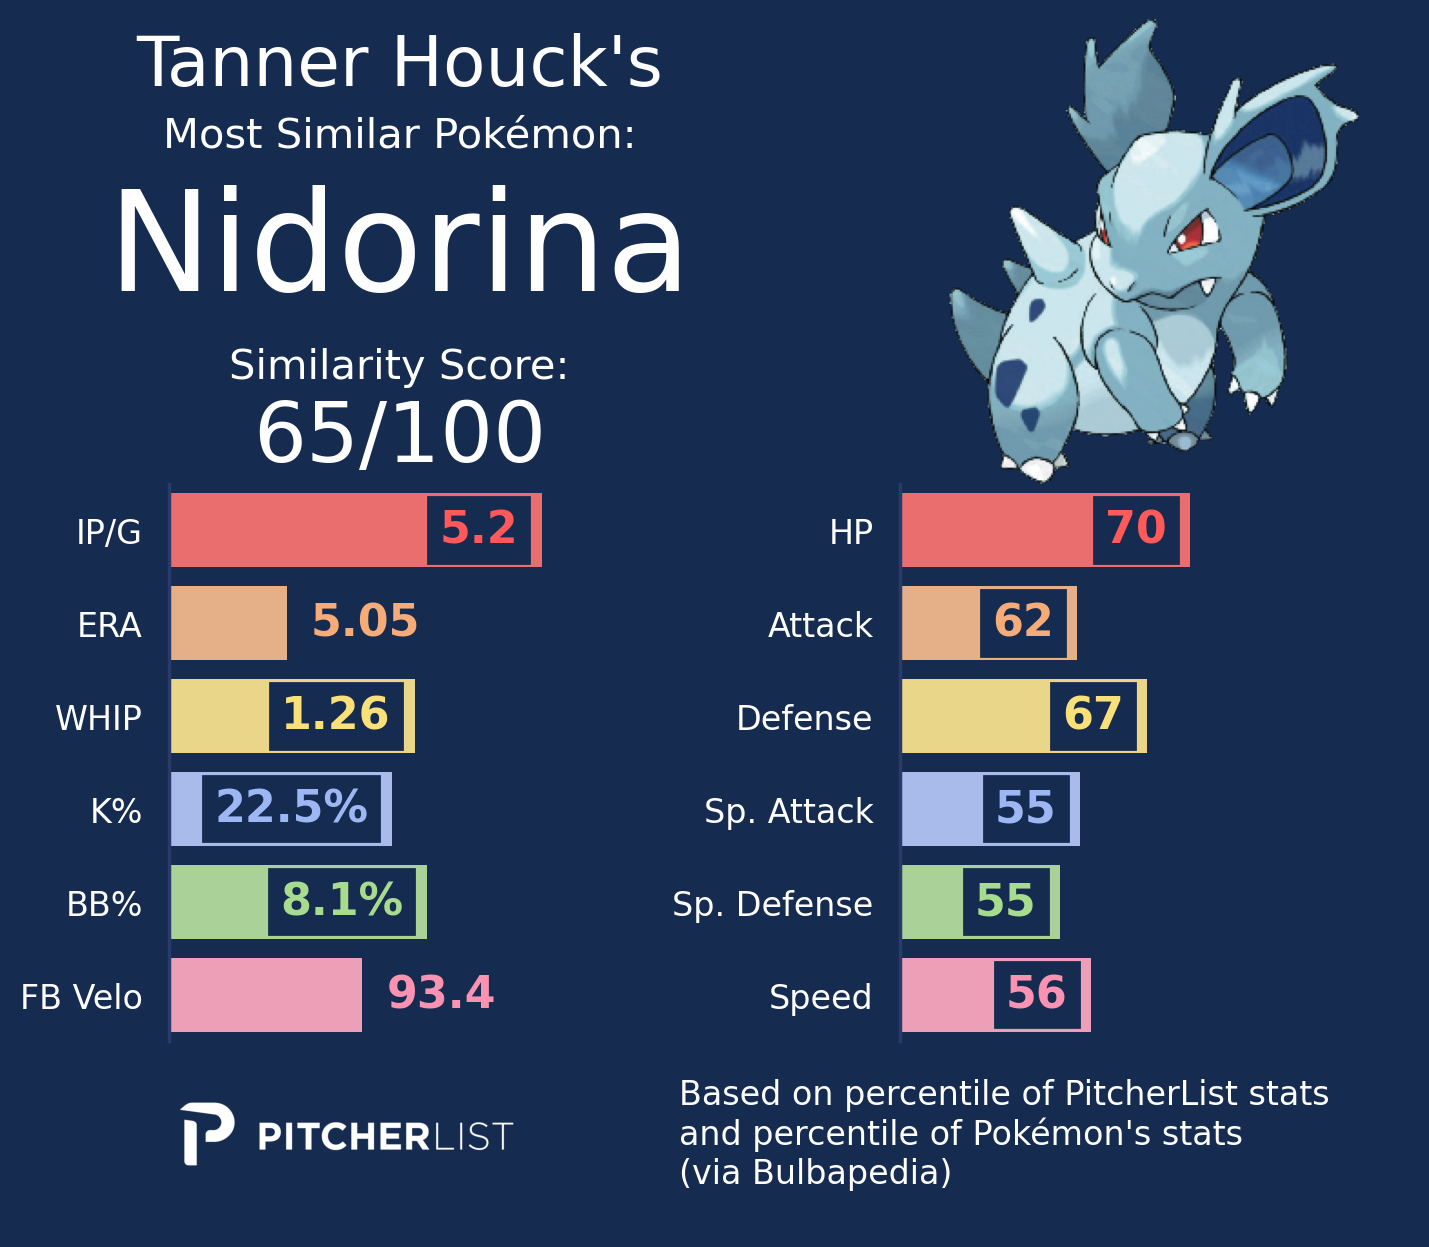 Tanner Houck's
Most Similar Pokémon:
Nidorina
Similarity Score:
65/100
IP/G 5.2
ERA 5.05
WHIP 1.26
K% 22.5%
BB% 8.1%
FB Velo 93.4
HP 70
Attack 62
Defense 67
Sp. Attack 55
Sp. Defense 55
Speed 56
PITCHERLIST
Based on percentile of PitcherList stats
and percentile of Pokémon's stats
(via Bulbapedia)